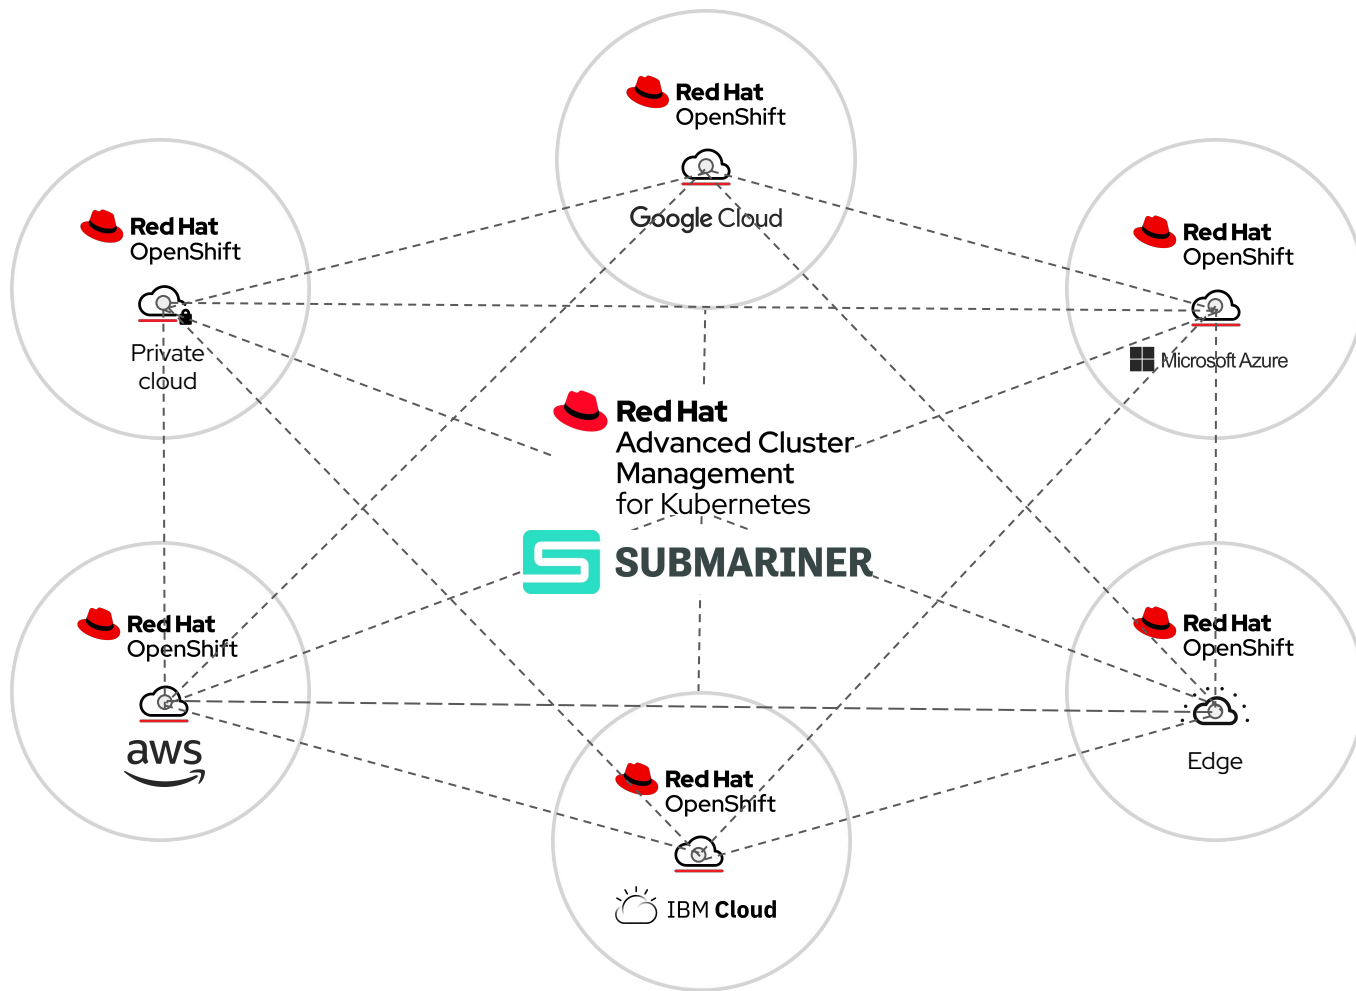 Red Hat
OpenShift
Google Cloud
Red Hat
OpenShift
Private
cloud
Red Hat
OpenShift
Microsoft Azure
Red Hat
Advanced Cluster
Management
for Kubernetes
SUBMARINER
Red Hat
OpenShift
aws
Red Hat
OpenShift
Edge
Red Hat
OpenShift
IBM Cloud